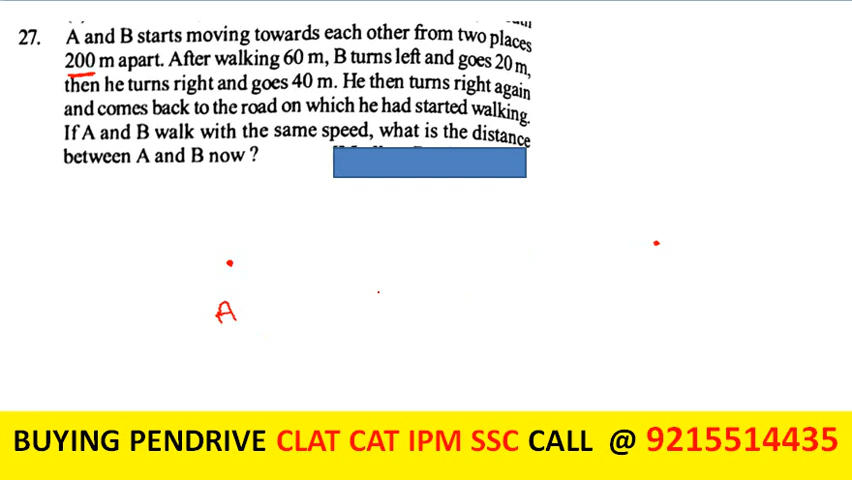 27. A and B starts moving towards each other from two places
200 m apart. After walking 60 m, B turns left and goes 20 m,
then he turns right and goes 40 m. He then turns right again
and comes back to the road on which he had started walking.
If A and B walk with the same speed, what is the distance
between A and B now ?
A
BUYING PENDRIVE CLAT CAT IPM SSC CALL @ 9215514435